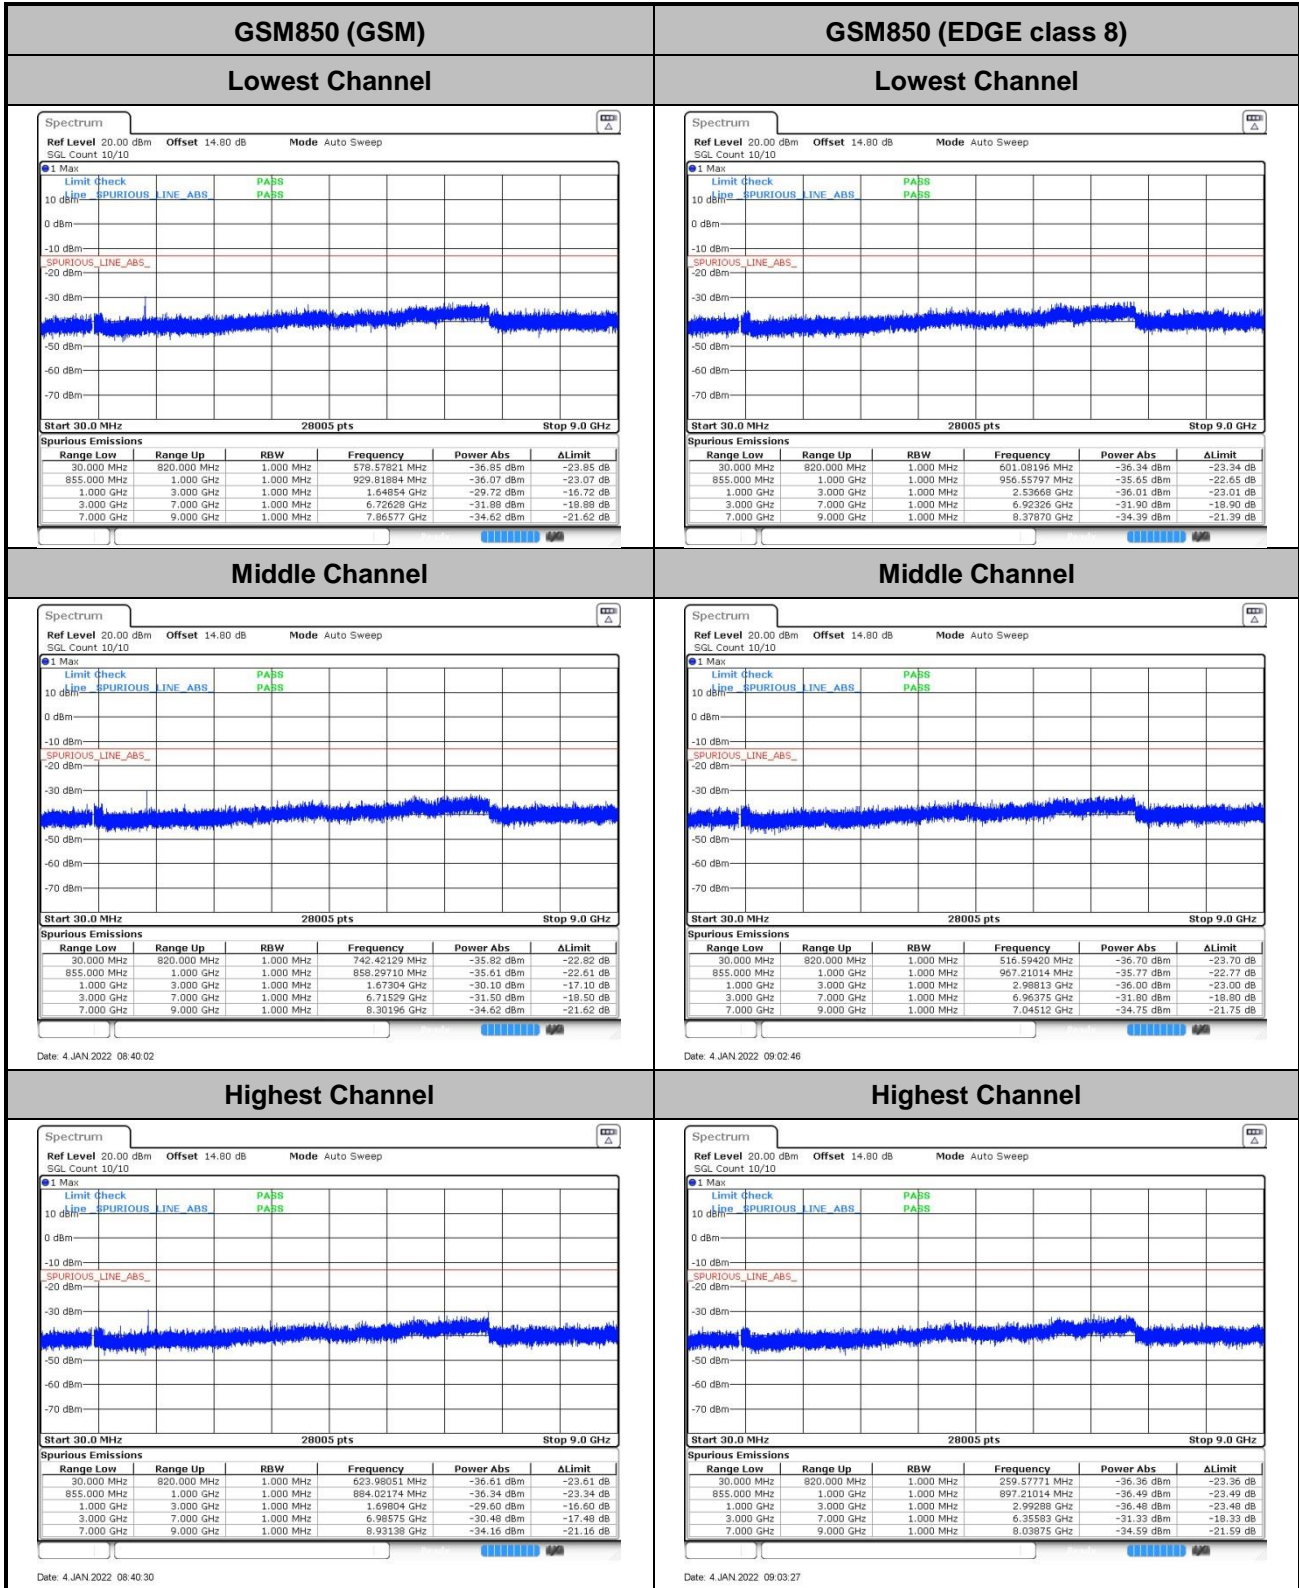 GSM850 (GSM)
GSM850 (EDGE class 8)
Lowest Channel
Lowest Channel
Spectrum
Ref Level 20.00 dBm Offset 14.80 dB Mode Auto Sweep
SGL Count 10/10
1 Max
Limit Check PASS
10 dBm Line _SPURIOUS_LINE_ABS_ PASS
0 dBm
-10 dBm
_SPURIOUS_LINE_ABS_
-20 dBm
-30 dBm
-50 dBm
-60 dBm
-70 dBm
Start 30.0 MHz 28005 pts Stop 9.0 GHz
Spurious Emissions
Range Low Range Up RBW Frequency Power Abs ΔLimit
30.000 MHz 820.000 MHz 1.000 MHz 578.57821 MHz -36.85 dBm -23.85 dB
855.000 MHz 1.000 GHz 1.000 MHz 929.81884 MHz -36.07 dBm -23.07 dB
1.000 GHz 3.000 GHz 1.000 MHz 1.64854 GHz -29.72 dBm -16.72 dB
3.000 GHz 7.000 GHz 1.000 MHz 6.72628 GHz -31.88 dBm -18.88 dB
7.000 GHz 9.000 GHz 1.000 MHz 7.86577 GHz -34.62 dBm -21.62 dB
Spectrum
Ref Level 20.00 dBm Offset 14.80 dB Mode Auto Sweep
SGL Count 10/10
1 Max
Limit Check PASS
10 dBm Line _SPURIOUS_LINE_ABS_ PASS
0 dBm
-10 dBm
_SPURIOUS_LINE_ABS_
-20 dBm
-30 dBm
-50 dBm
-60 dBm
-70 dBm
Start 30.0 MHz 28005 pts Stop 9.0 GHz
Spurious Emissions
Range Low Range Up RBW Frequency Power Abs ΔLimit
30.000 MHz 820.000 MHz 1.000 MHz 601.08196 MHz -36.34 dBm -23.34 dB
855.000 MHz 1.000 GHz 1.000 MHz 956.55797 MHz -35.65 dBm -22.65 dB
1.000 GHz 3.000 GHz 1.000 MHz 2.53668 GHz -36.01 dBm -23.01 dB
3.000 GHz 7.000 GHz 1.000 MHz 6.92326 GHz -31.90 dBm -18.90 dB
7.000 GHz 9.000 GHz 1.000 MHz 8.37870 GHz -34.39 dBm -21.39 dB
Middle Channel
Middle Channel
Spectrum
Ref Level 20.00 dBm Offset 14.80 dB Mode Auto Sweep
SGL Count 10/10
1 Max
Limit Check PASS
10 dBm Line _SPURIOUS_LINE_ABS_ PASS
0 dBm
-10 dBm
_SPURIOUS_LINE_ABS_
-20 dBm
-30 dBm
-50 dBm
-60 dBm
-70 dBm
Start 30.0 MHz 28005 pts Stop 9.0 GHz
Spurious Emissions
Range Low Range Up RBW Frequency Power Abs ΔLimit
30.000 MHz 820.000 MHz 1.000 MHz 742.42129 MHz -35.82 dBm -22.82 dB
855.000 MHz 1.000 GHz 1.000 MHz 858.29710 MHz -35.61 dBm -22.61 dB
1.000 GHz 3.000 GHz 1.000 MHz 1.67304 GHz -30.10 dBm -17.10 dB
3.000 GHz 7.000 GHz 1.000 MHz 6.71529 GHz -31.50 dBm -18.50 dB
7.000 GHz 9.000 GHz 1.000 MHz 8.30196 GHz -34.62 dBm -21.62 dB
Date: 4.JAN.2022 08:40:02
Spectrum
Ref Level 20.00 dBm Offset 14.80 dB Mode Auto Sweep
SGL Count 10/10
1 Max
Limit Check PASS
10 dBm Line _SPURIOUS_LINE_ABS_ PASS
0 dBm
-10 dBm
_SPURIOUS_LINE_ABS_
-20 dBm
-30 dBm
-50 dBm
-60 dBm
-70 dBm
Start 30.0 MHz 28005 pts Stop 9.0 GHz
Spurious Emissions
Range Low Range Up RBW Frequency Power Abs ΔLimit
30.000 MHz 820.000 MHz 1.000 MHz 516.59420 MHz -36.70 dBm -23.70 dB
855.000 MHz 1.000 GHz 1.000 MHz 967.21014 MHz -35.77 dBm -22.77 dB
1.000 GHz 3.000 GHz 1.000 MHz 2.98813 GHz -36.00 dBm -23.00 dB
3.000 GHz 7.000 GHz 1.000 MHz 6.96375 GHz -31.80 dBm -18.80 dB
7.000 GHz 9.000 GHz 1.000 MHz 7.04512 GHz -34.75 dBm -21.75 dB
Date: 4.JAN.2022 09:02:46
Highest Channel
Highest Channel
Spectrum
Ref Level 20.00 dBm Offset 14.80 dB Mode Auto Sweep
SGL Count 10/10
1 Max
Limit Check PASS
10 dBm Line _SPURIOUS_LINE_ABS_ PASS
0 dBm
-10 dBm
_SPURIOUS_LINE_ABS_
-20 dBm
-30 dBm
-50 dBm
-60 dBm
-70 dBm
Start 30.0 MHz 28005 pts Stop 9.0 GHz
Spurious Emissions
Range Low Range Up RBW Frequency Power Abs ΔLimit
30.000 MHz 820.000 MHz 1.000 MHz 623.98051 MHz -36.61 dBm -23.61 dB
855.000 MHz 1.000 GHz 1.000 MHz 884.02174 MHz -36.34 dBm -23.34 dB
1.000 GHz 3.000 GHz 1.000 MHz 1.69804 GHz -29.60 dBm -16.60 dB
3.000 GHz 7.000 GHz 1.000 MHz 6.98575 GHz -30.48 dBm -17.48 dB
7.000 GHz 9.000 GHz 1.000 MHz 8.93138 GHz -34.16 dBm -21.16 dB
Date: 4.JAN.2022 08:40:30
Spectrum
Ref Level 20.00 dBm Offset 14.80 dB Mode Auto Sweep
SGL Count 10/10
1 Max
Limit Check PASS
10 dBm Line _SPURIOUS_LINE_ABS_ PASS
0 dBm
-10 dBm
_SPURIOUS_LINE_ABS_
-20 dBm
-30 dBm
-50 dBm
-60 dBm
-70 dBm
Start 30.0 MHz 28005 pts Stop 9.0 GHz
Spurious Emissions
Range Low Range Up RBW Frequency Power Abs ΔLimit
30.000 MHz 820.000 MHz 1.000 MHz 259.57771 MHz -36.36 dBm -23.36 dB
855.000 MHz 1.000 GHz 1.000 MHz 897.21014 MHz -36.49 dBm -23.49 dB
1.000 GHz 3.000 GHz 1.000 MHz 2.99288 GHz -36.48 dBm -23.48 dB
3.000 GHz 7.000 GHz 1.000 MHz 6.35583 GHz -31.33 dBm -18.33 dB
7.000 GHz 9.000 GHz 1.000 MHz 8.03875 GHz -34.59 dBm -21.59 dB
Date: 4.JAN.2022 09:03:27